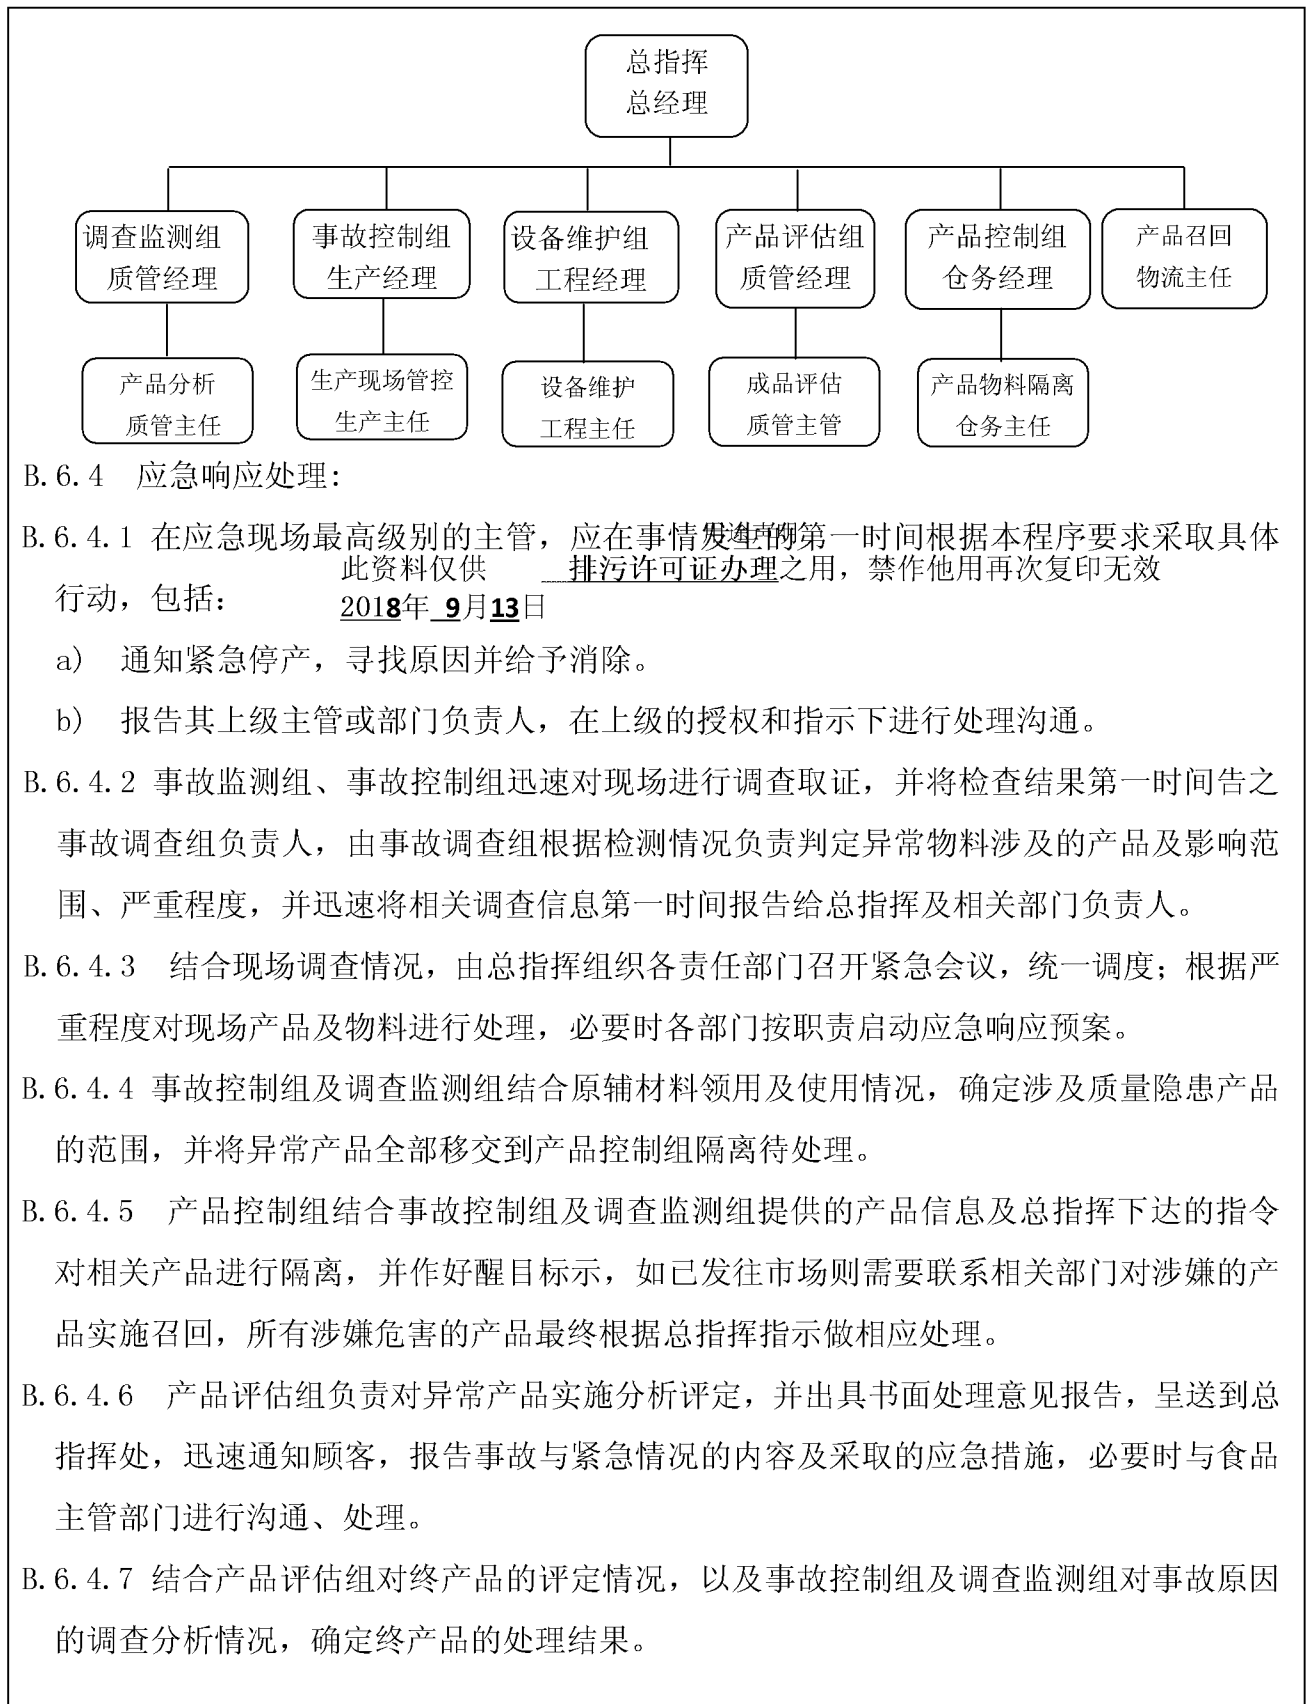 总指挥
总经理
调查监测组
质管经理
事故控制组
生产经理
设备维护组
工程经理
产品评估组
质管经理
产品控制组
仓务经理
产品召回
物流主任
产品分析
质管主任
生产现场管控
生产主任
设备维护
工程主任
成品评估
质管主管
产品物料隔离
仓务主任
B.6.4 应急响应处理:
B.6.4.1 在应急现场最高级别的主管，应在事情发生的第一时间根据本程序要求采取具体
此资料仅供 排污许可证办理之用，禁作他用再次复印无效
行动，包括：
2018年 9月13日
a) 通知紧急停产，寻找原因并给予消除。
b) 报告其上级主管或部门负责人，在上级的授权和指示下进行处理沟通。
B.6.4.2 事故监测组、事故控制组迅速对现场进行调查取证，并将检查结果第一时间告之
事故调查组负责人，由事故调查组根据检测情况负责判定异常物料涉及的产品及影响范
围、严重程度，并迅速将相关调查信息第一时间报告给总指挥及相关部门负责人。
B.6.4.3 结合现场调查情况，由总指挥组织各责任部门召开紧急会议，统一调度；根据严
重程度对现场产品及物料进行处理，必要时各部门按职责启动应急响应预案。
B.6.4.4 事故控制组及调查监测组结合原辅材料领用及使用情况，确定涉及质量隐患产品
的范围，并将异常产品全部移交到产品控制组隔离待处理。
B.6.4.5 产品控制组结合事故控制组及调查监测组提供的产品信息及总指挥下达的指令
对相关产品进行隔离，并作好醒目标示，如已发往市场则需要联系相关部门对涉嫌的产
品实施召回，所有涉嫌危害的产品最终根据总指挥指示做相应处理。
B.6.4.6 产品评估组负责对异常产品实施分析评定，并出具书面处理意见报告，呈送到总
指挥处，迅速通知顾客，报告事故与紧急情况的内容及采取的应急措施，必要时与食品
主管部门进行沟通、处理。
B.6.4.7 结合产品评估组对终产品的评定情况，以及事故控制组及调查监测组对事故原因
的调查分析情况，确定终产品的处理结果。